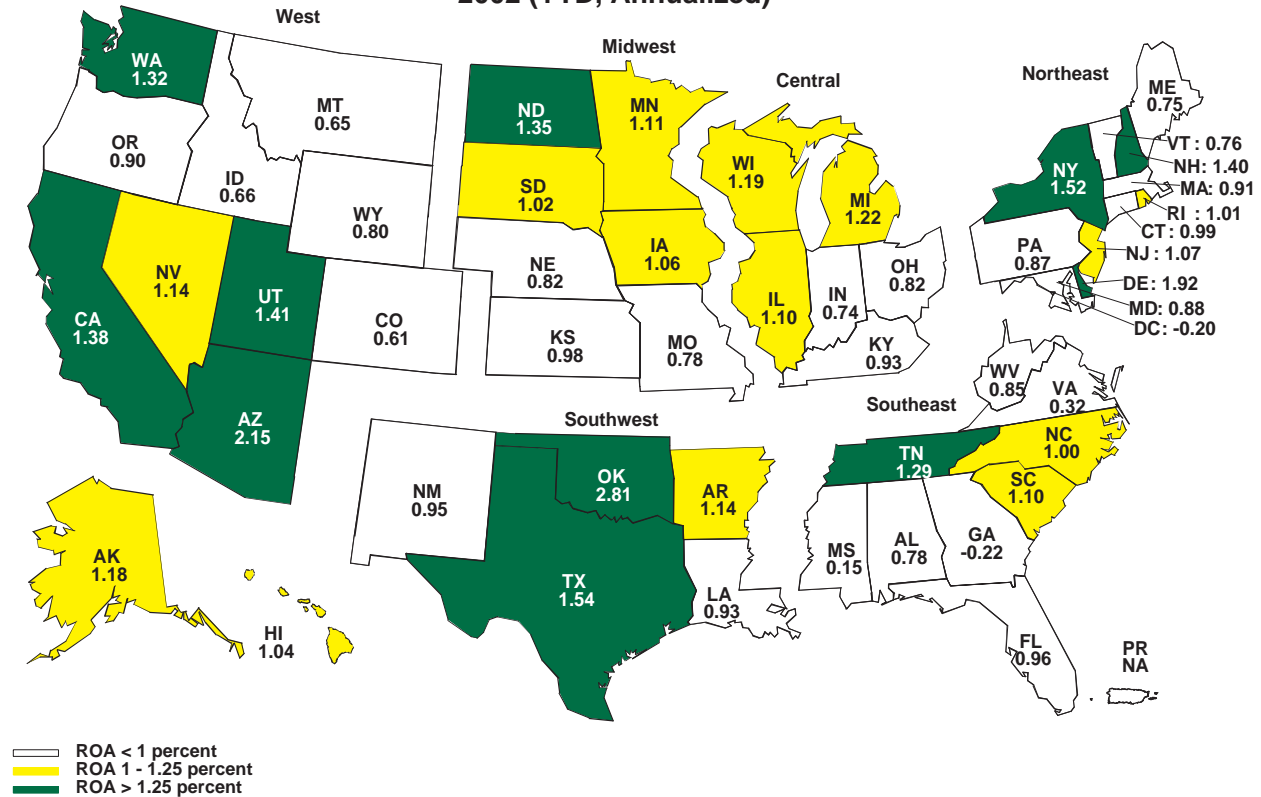 2002 (YTD, Annualized)
West
WA
1.32
OR
0.90
MT
0.65
ID
0.66
WY
0.80
NV
1.14
CA
1.38
UT
1.41
CO
0.61
AZ
2.15
AK
1.18
HI
1.04
Midwest
ND
1.35
MN
1.11
SD
1.02
IA
1.06
NE
0.82
KS
0.98
MO
0.78
Central
WI
1.19
MI
1.22
IL
1.10
IN
0.74
OH
0.82
KY
0.93
Northeast
ME
0.75
NY
1.52
VT : 0.76
NH: 1.40
MA: 0.91
RI : 1.01
CT : 0.99
PA
0.87
NJ : 1.07
DE: 1.92
MD: 0.88
DC: -0.20
Southwest
NM
0.95
OK
2.81
AR
1.14
TX
1.54
LA
0.93
Southeast
WV
0.85
VA
0.32
TN
1.29
NC
1.00
SC
1.10
MS
0.15
AL
0.78
GA
-0.22
FL
0.96
PR
NA
ROA < 1 percent
ROA 1 - 1.25 percent
ROA > 1.25 percent